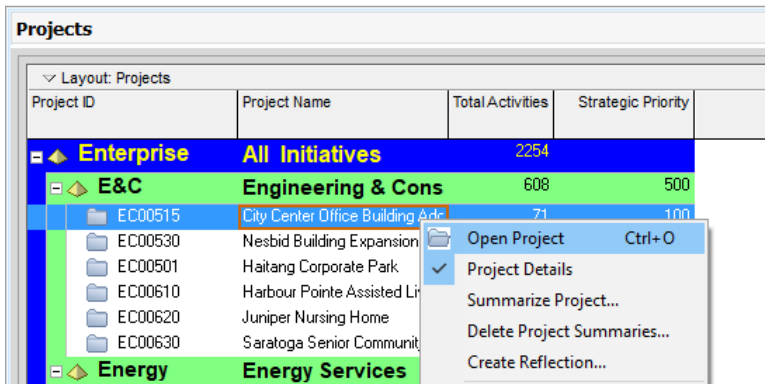 Projects
Layout: Projects
Project ID Project Name Total Activities Strategic Priority
Enterprise All Initiatives 2254
E&C Engineering & Cons 608 500
EC00515 City Center Office Building Adc 71 100
EC00530 Nesbid Building Expansion
EC00501 Haitang Corporate Park
EC00610 Harbour Pointe Assisted Li
EC00620 Juniper Nursing Home
EC00630 Saratoga Senior Communit
Energy Energy Services
Open Project Ctrl+O
Project Details
Summarize Project...
Delete Project Summaries...
Create Reflection...